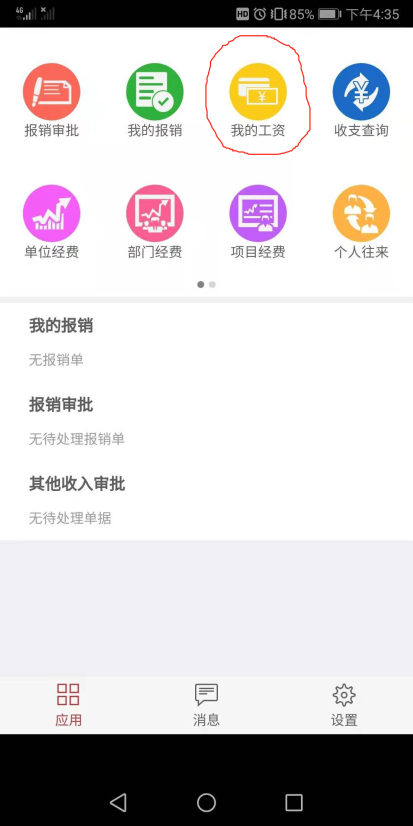 4G HD 85% 下午4:35
报销审批 我的报销 我的工资 收支查询
单位经费 部门经费 项目经费 个人往来
我的报销
无报销单
报销审批
无待处理报销单
其他收入审批
无待处理单据
应用 消息 设置